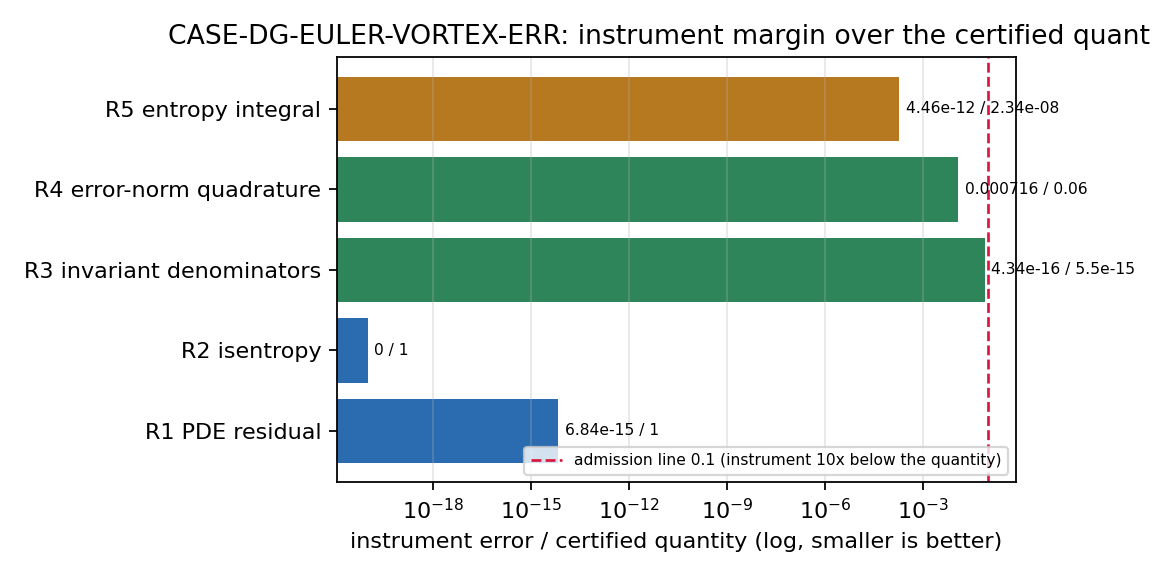 CASE-DG-EULER-VORTEX-ERR: instrument margin over the certified quant
R5 entropy integral
4.46e-12 / 2.34e-08
R4 error-norm quadrature
0.000716 / 0.06
R3 invariant denominators
4.34e-16 / 5.5e-15
R2 isentropy
0 / 1
R1 PDE residual
6.84e-15 / 1
admission line 0.1 (instrument 10x below the quantity)
10⁻¹⁸ 10⁻¹⁵ 10⁻¹² 10⁻⁹ 10⁻⁶ 10⁻³
instrument error / certified quantity (log, smaller is better)